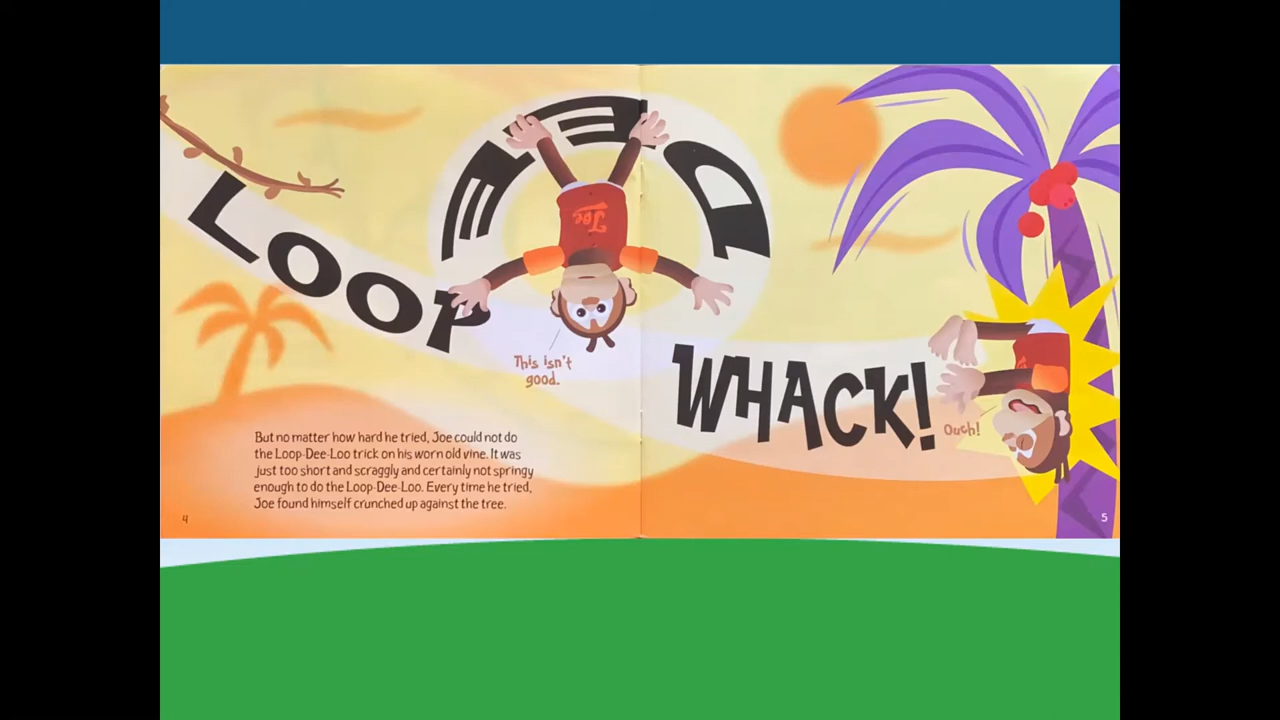 LOOP
DEE
D
Joe
This isn't
good.
But no matter how hard he tried, Joe could not do
the Loop-Dee-Loo trick on his worn old vine. It was
just too short and scraggly and certainly not springy
enough to do the Loop-Dee-Loo. Every time he tried,
Joe found himself crunched up against the tree.
4
WHACK!
Ouch!
5